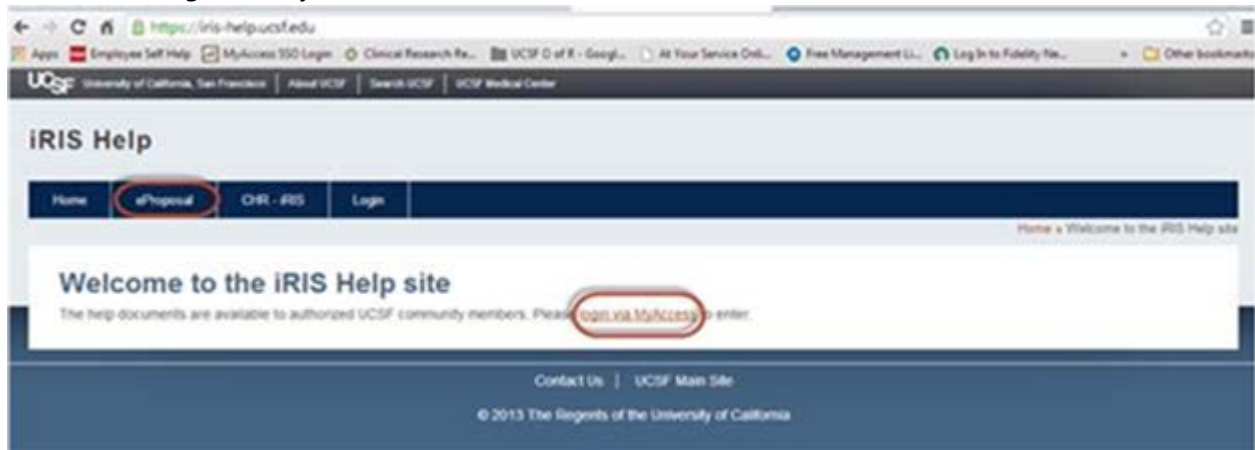 https://iris-help.ucsf.edu
Apps Employee Self Help MyAccess SSO Login Clinical Research Re... UCSF O of R - Googl... At Your Service Onli... Free Management Li... Log In to Fidelity Ne... » Other bookmarks
UCSF University of California, San Francisco | About UCSF | Search UCSF | UCSF Medical Center
iRIS Help
Home eProposal CHR - iRIS Login
Home » Welcome to the iRIS Help site
Welcome to the iRIS Help site
The help documents are available to authorized UCSF community members. Please login via MyAccess to enter.
Contact Us | UCSF Main Site
© 2013 The Regents of the University of California